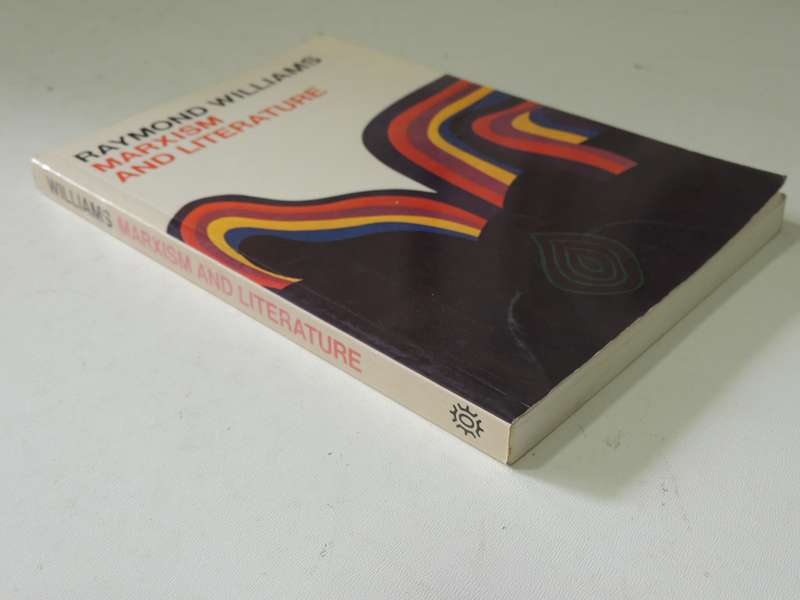 RAYMOND WILLIAMS
MARXISM
AND LITERATURE
WILLIAMS MARXISM AND LITERATURE